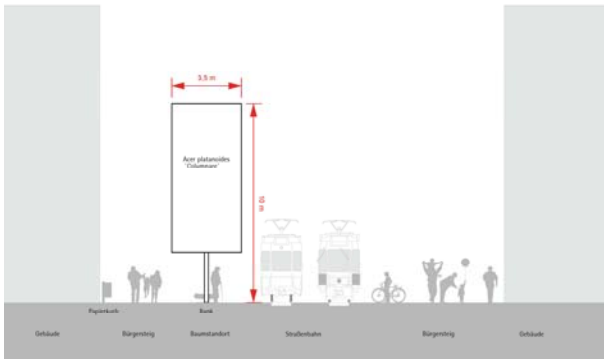 3,5 m
Acer platanoides
'Columnare'
10 m
Papierkorb
Bank
Gebäude
Bürgersteig
Baumstandort
Straßenbahn
Bürgersteig
Gebäude